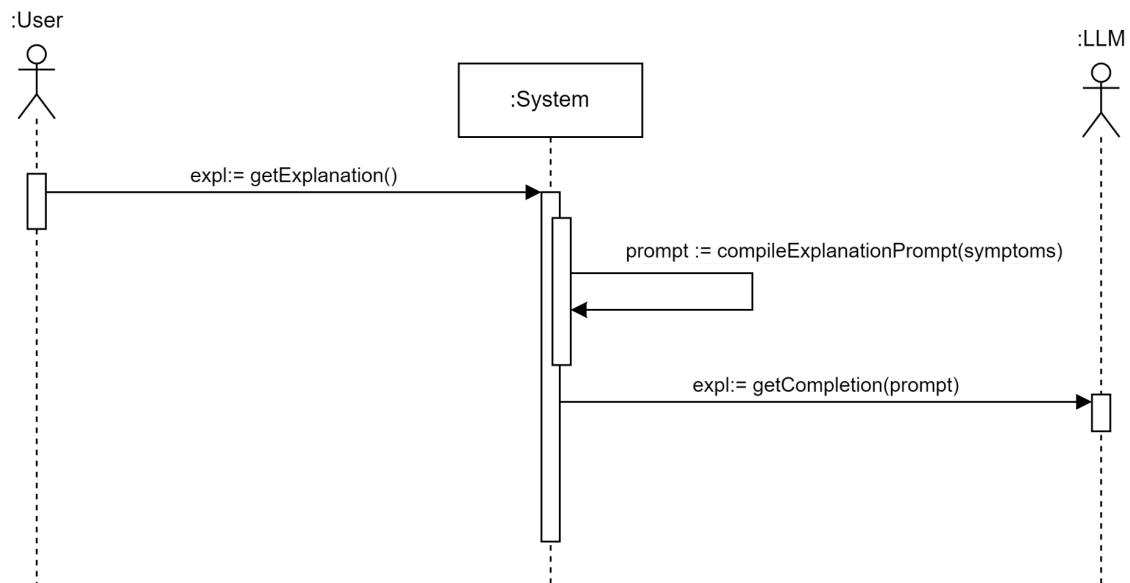 :User
:LLM
:System
expl:= getExplanation()
prompt := compileExplanationPrompt(symptoms)
expl:= getCompletion(prompt)